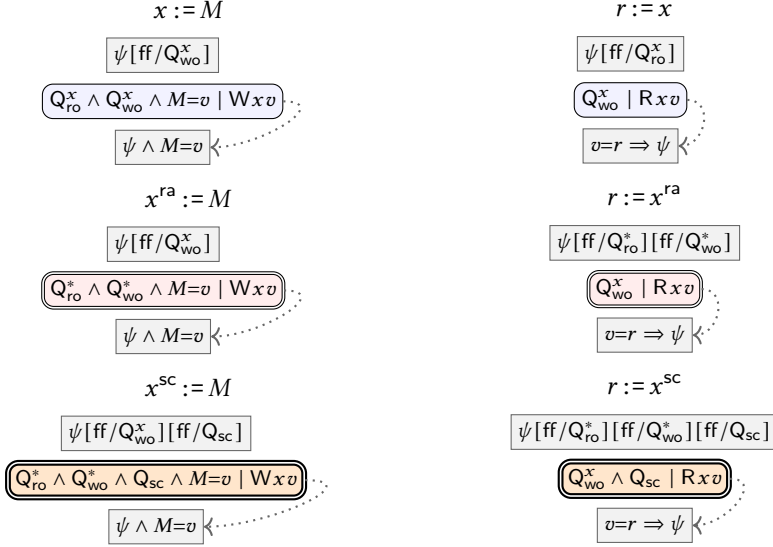 x := M
r := x
ψ[ff/Q^x_wo]
ψ[ff/Q^x_ro]
Q^x_ro ∧ Q^x_wo ∧ M=v | W x v
Q^x_wo | R x v
ψ ∧ M=v
v=r ⇒ ψ
x^ra := M
r := x^ra
ψ[ff/Q^x_wo]
ψ[ff/Q^*_ro][ff/Q^*_wo]
Q^*_ro ∧ Q^*_wo ∧ M=v | W x v
Q^x_wo | R x v
ψ ∧ M=v
v=r ⇒ ψ
x^sc := M
r := x^sc
ψ[ff/Q^x_wo][ff/Q_sc]
ψ[ff/Q^*_ro][ff/Q^*_wo][ff/Q_sc]
Q^*_ro ∧ Q^*_wo ∧ Q_sc ∧ M=v | W x v
Q^x_wo ∧ Q_sc | R x v
ψ ∧ M=v
v=r ⇒ ψ